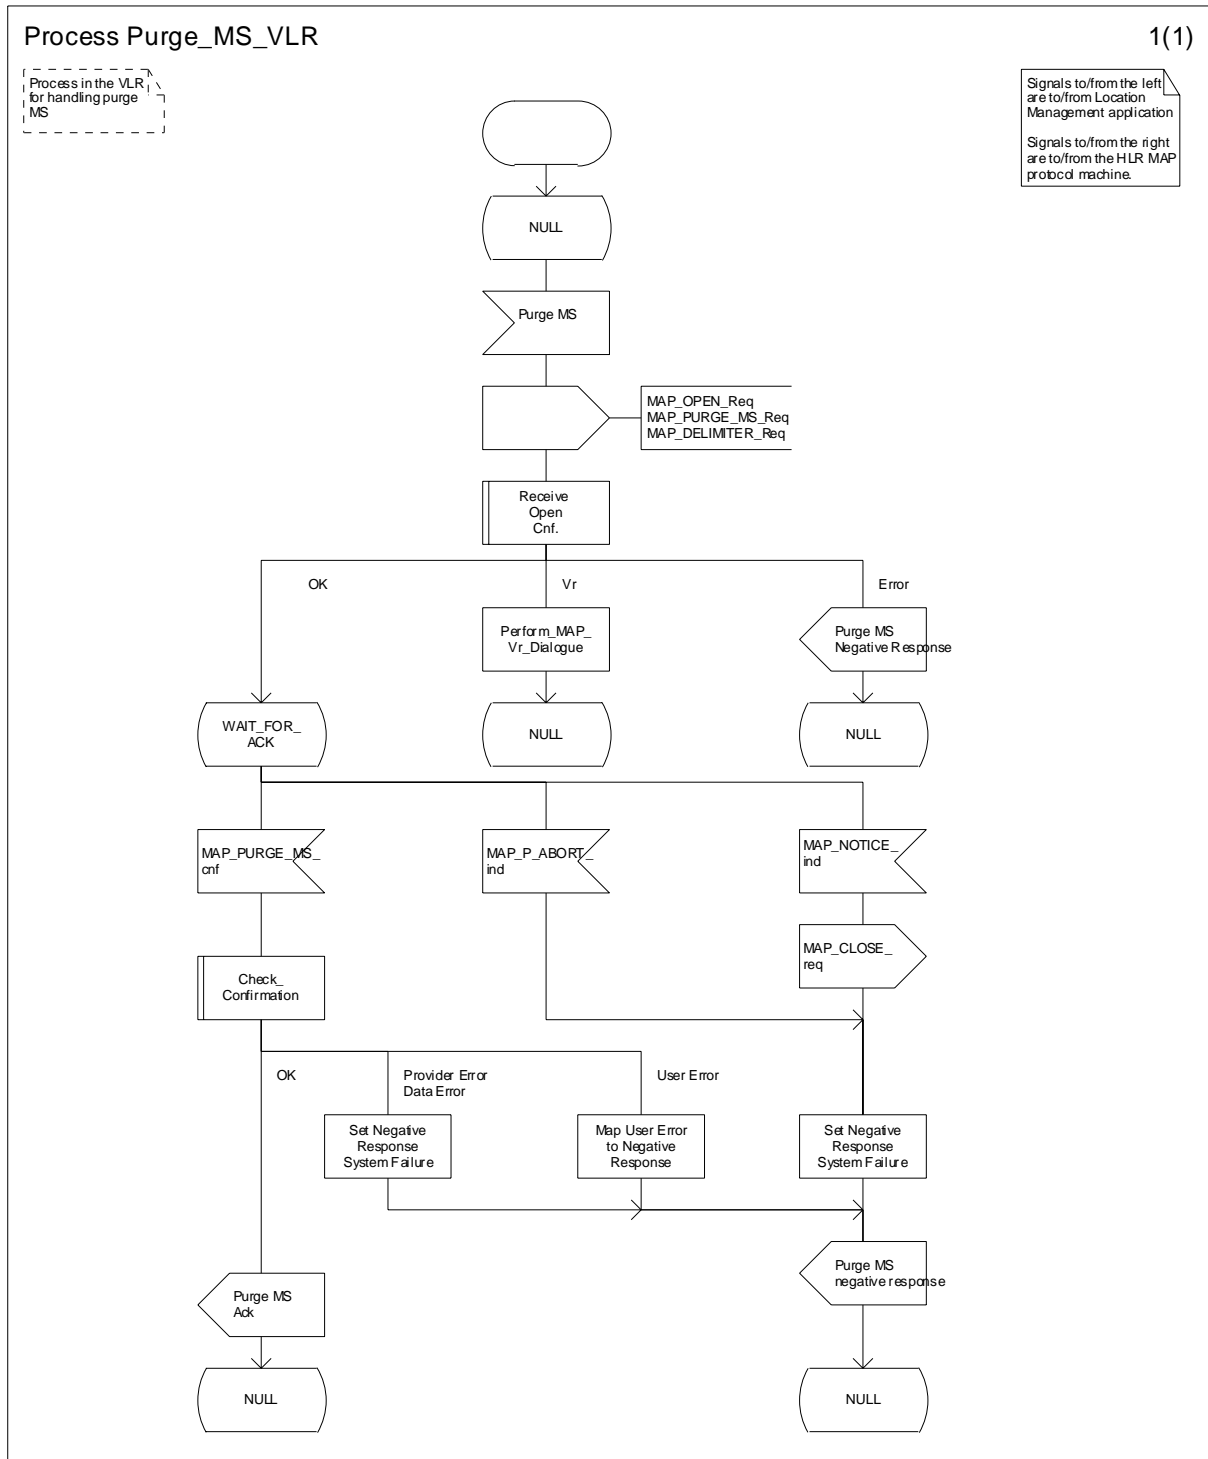 Process Purge_MS_VLR
1(1)
Process in the VLR
for handling purge
MS
Signals to/from the left
are to/from Location
Management application
Signals to/from the right
are to/from the HLR MAP
protocol machine.
NULL
Purge MS
MAP_OPEN_Req
MAP_PURGE_MS_Req
MAP_DELIMITER_Req
Receive
Open
Cnf.
OK
Vr
Error
Perform_MAP_
Vr_Dialogue
Purge MS
Negative Response
WAIT_FOR_
ACK
NULL
NULL
MAP_PURGE_MS_
cnf
MAP_P_ABORT_
ind
MAP_NOTICE_
ind
MAP_CLOSE_
req
Check_
Confirmation
OK
Provider Error
Data Error
User Error
Set Negative
Response
System Failure
Map User Error
to Negative
Response
Set Negative
Response
System Failure
Purge MS
negative response
Purge MS
Ack
NULL
NULL